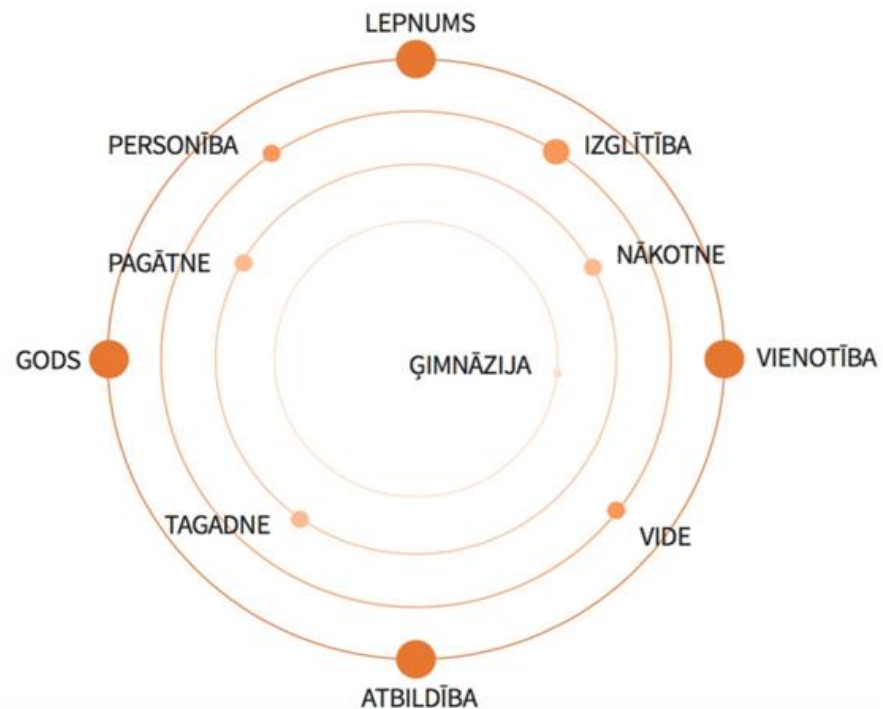 LEPNUMS
PERSONĪBA
IZGLĪTĪBA
PAGĀTNE
NĀKOTNE
GODS
ĢIMNĀZIJA
VIENOTĪBA
TAGADNE
VIDE
ATBILDĪBA